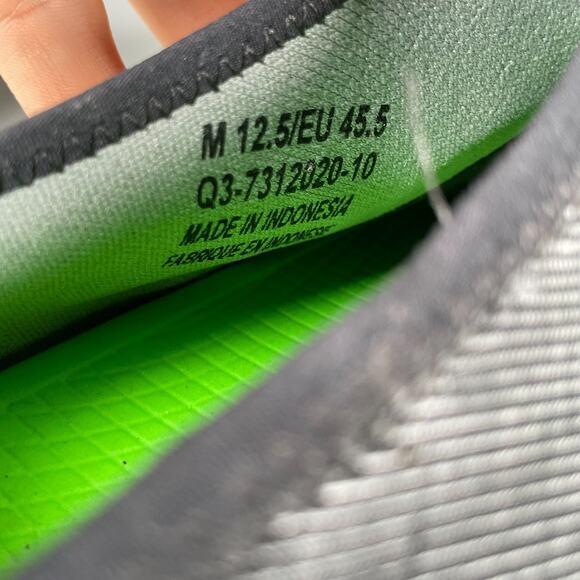 M 12.5/EU 45.5
Q3-7312020-10
MADE IN INDONESIA
FABRIQUE EN INDONESIE